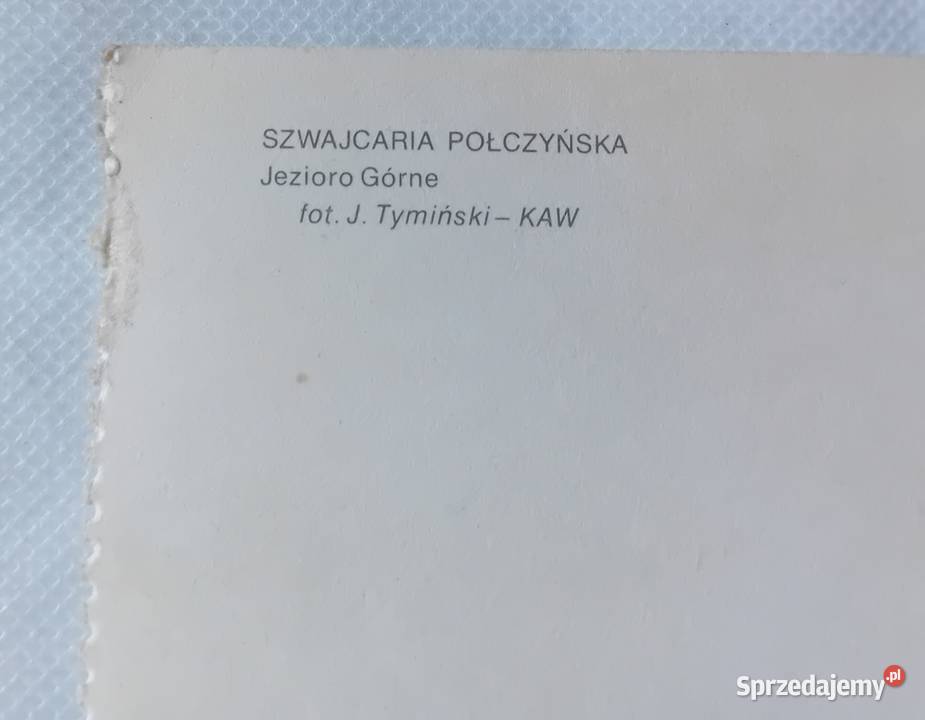 SZWAJCARIA POŁCZYŃSKA
Jezioro Górne
fot. J. Tymiński – KAW
Sprzedajemy.pl